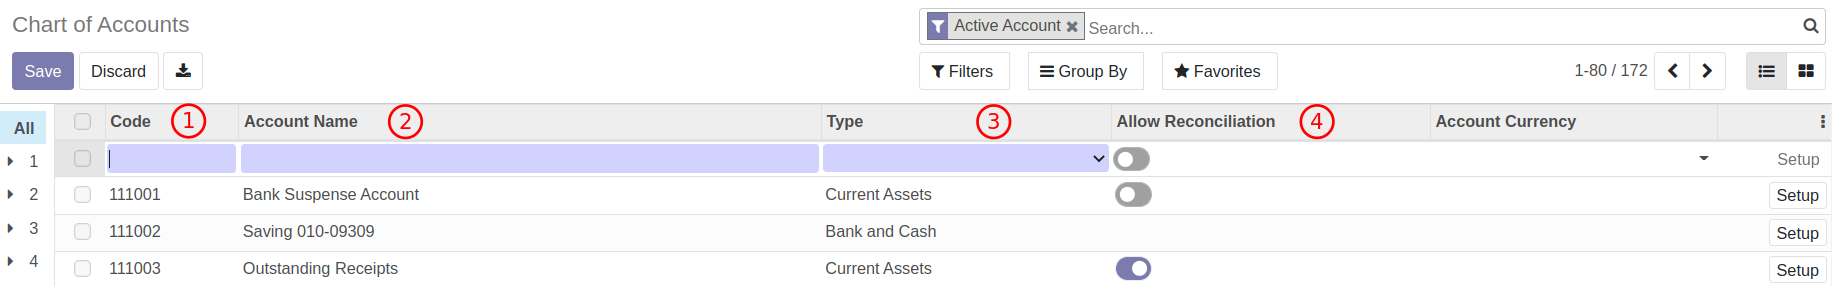 Chart of Accounts
Active Account
Search...
Save
Discard
Filters
Group By
Favorites
1-80 / 172
All
Code
1
Account Name
2
Type
3
Allow Reconciliation
4
Account Currency
1
Setup
2
111001
Bank Suspense Account
Current Assets
Setup
3
111002
Saving 010-09309
Bank and Cash
Setup
4
111003
Outstanding Receipts
Current Assets
Setup